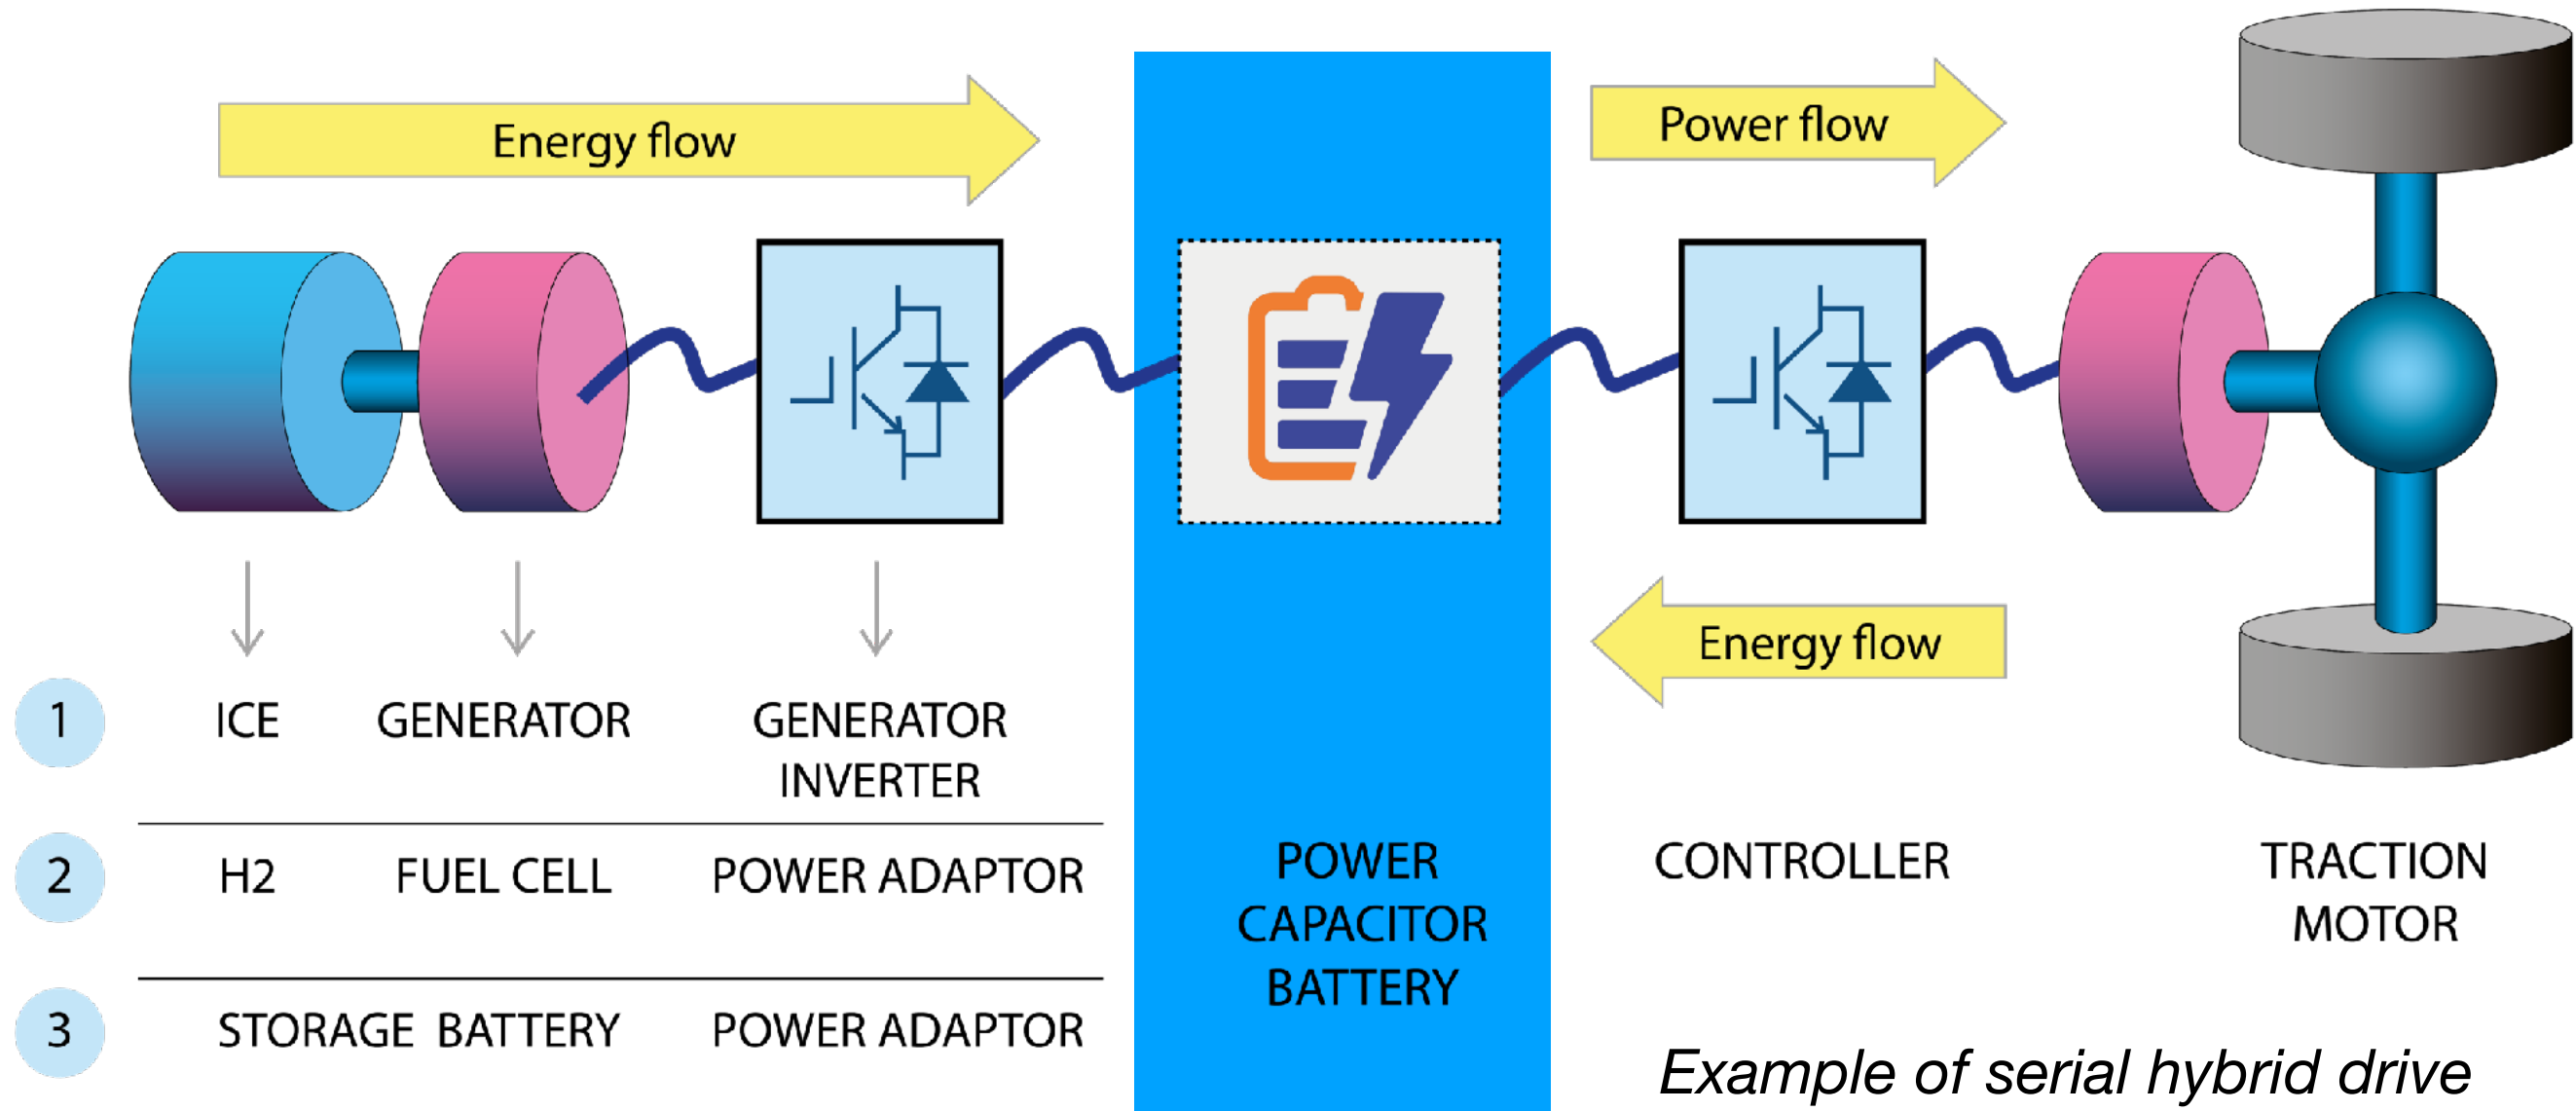 Energy flow
Power flow
Energy flow
1 ICE GENERATOR GENERATOR
INVERTER
2 H2 FUEL CELL POWER ADAPTOR
3 STORAGE BATTERY POWER ADAPTOR
POWER
CAPACITOR
BATTERY
CONTROLLER
TRACTION
MOTOR
Example of serial hybrid drive